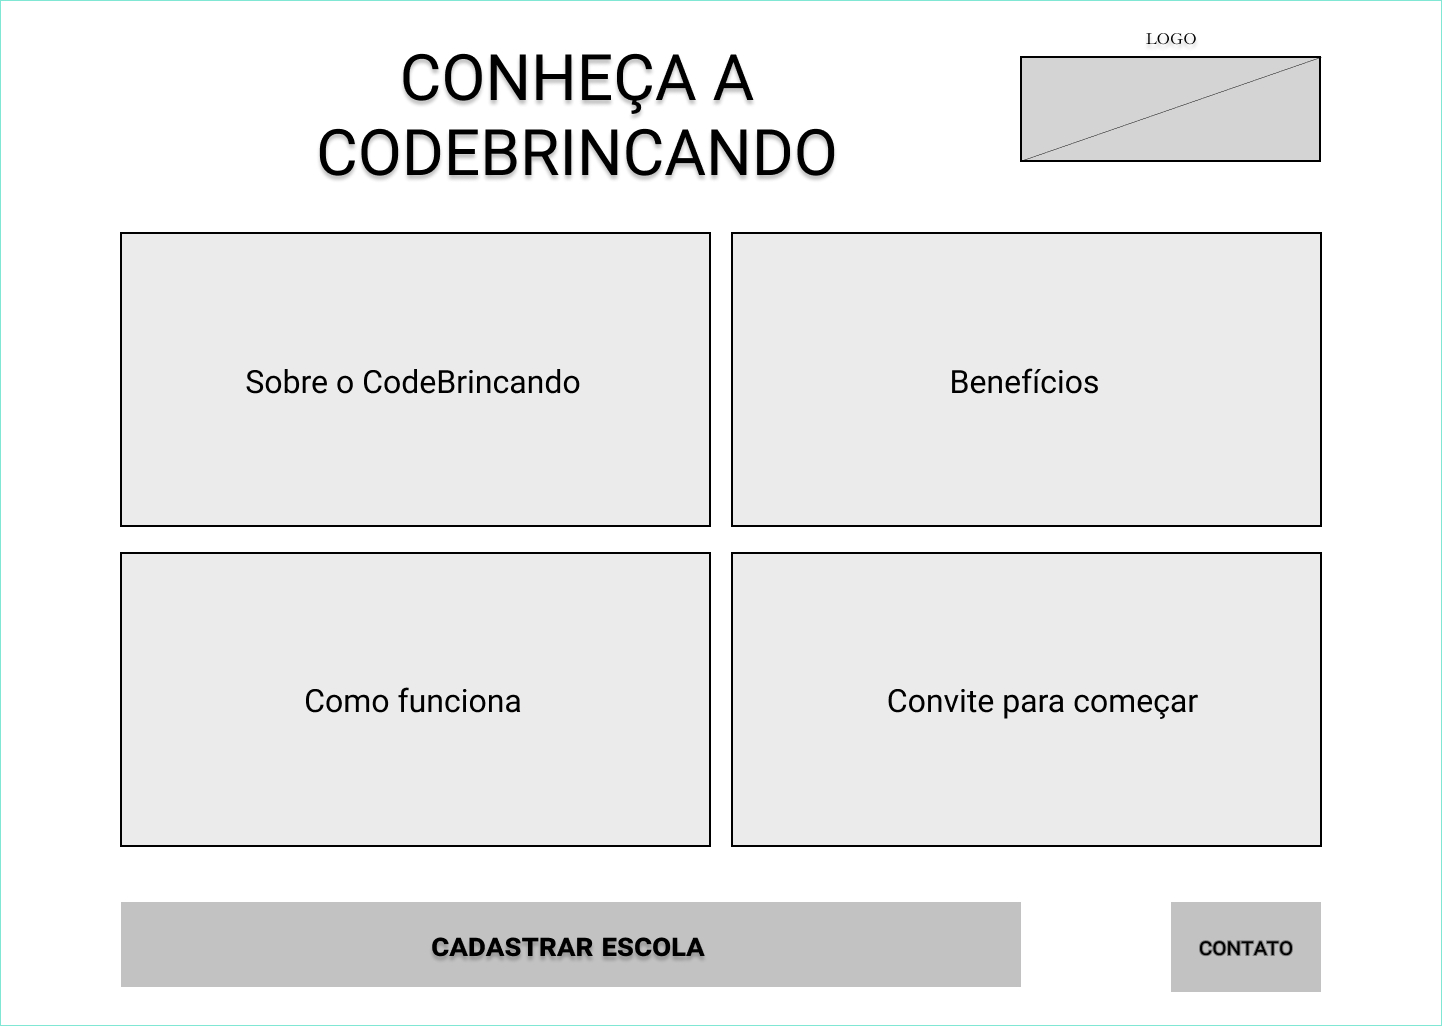 CONHEÇA A
CODEBRINCANDO
LOGO
Sobre o CodeBrincando
Benefícios
Como funciona
Convite para começar
CADASTRAR ESCOLA
CONTATO